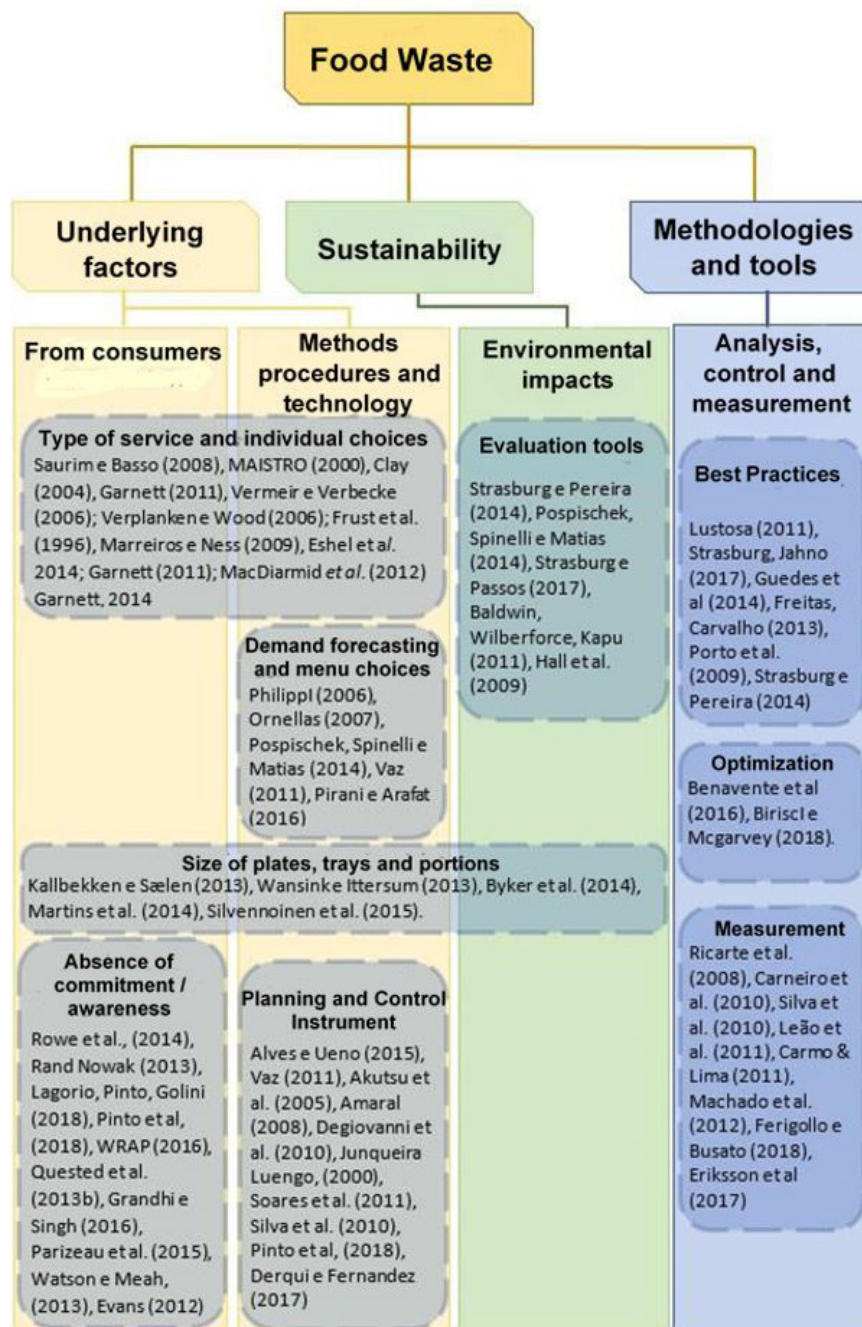 Food Waste
Underlying
factors
Sustainability
Methodologies
and tools
From consumers
Methods
procedures and
technology
Environmental
impacts
Analysis,
control and
measurement
Type of service and individual choices
Saurim e Basso (2008), MAISTRO (2000), Clay
(2004), Garnett (2011), Vermeir e Verbecke
(2006); Verplanken e Wood (2006); Frust et al.
(1996), Marreiros e Ness (2009), Eshel et al.
2014; Garnett (2011); MacDiarmid et al. (2012)
Garnett, 2014
Demand forecasting
and menu choices
PhilippI (2006),
Ornellas (2007),
Pospischek, Spinelli e
Matias (2014), Vaz
(2011), Pirani e Arafat
(2016)
Size of plates, trays and portions
Kallbekken e Sælen (2013), Wansink e Ittersum (2013), Byker et al. (2014),
Martins et al. (2014), Silvennoinen et al. (2015).
Absence of
commitment /
awareness
Rowe et al., (2014),
Rand Nowak (2013),
Lagorio, Pinto, Golini
(2018), Pinto et al,
(2018), WRAP (2016),
Quested et al.
(2013b), Grandhi e
Singh (2016),
Parizeau et al. (2015),
Watson e Meah,
(2013), Evans (2012)
Planning and Control
Instrument
Alves e Ueno (2015),
Vaz (2011), Akutsu et
al. (2005), Amaral
(2008), Degiovanni et
al. (2010), Junqueira
Luengo, (2000),
Soares et al. (2011),
Silva et al. (2010),
Pinto et al, (2018),
Derqui e Fernandez
(2017)
Evaluation tools
Strasburg e Pereira
(2014), Pospischek,
Spinelli e Matias
(2014), Strasburg e
Passos (2017),
Baldwin,
Wilberforce, Kapu
(2011), Hall et al.
(2009)
Best Practices
Lustosa (2011),
Strasburg, Jahno
(2017), Guedes et
al (2014), Freitas,
Carvalho (2013),
Porto et al.
(2009), Strasburg e
Pereira (2014)
Optimization
Benavente et al
(2016), Biriscl e
Mcgarvey (2018).
Measurement
Ricarte et al.
(2008), Carneiro et
al. (2010), Silva et
al. (2010), Leão et
al. (2011), Carmo &
Lima (2011),
Machado et al.
(2012), Ferigollo e
Busato (2018),
Eriksson et al
(2017)